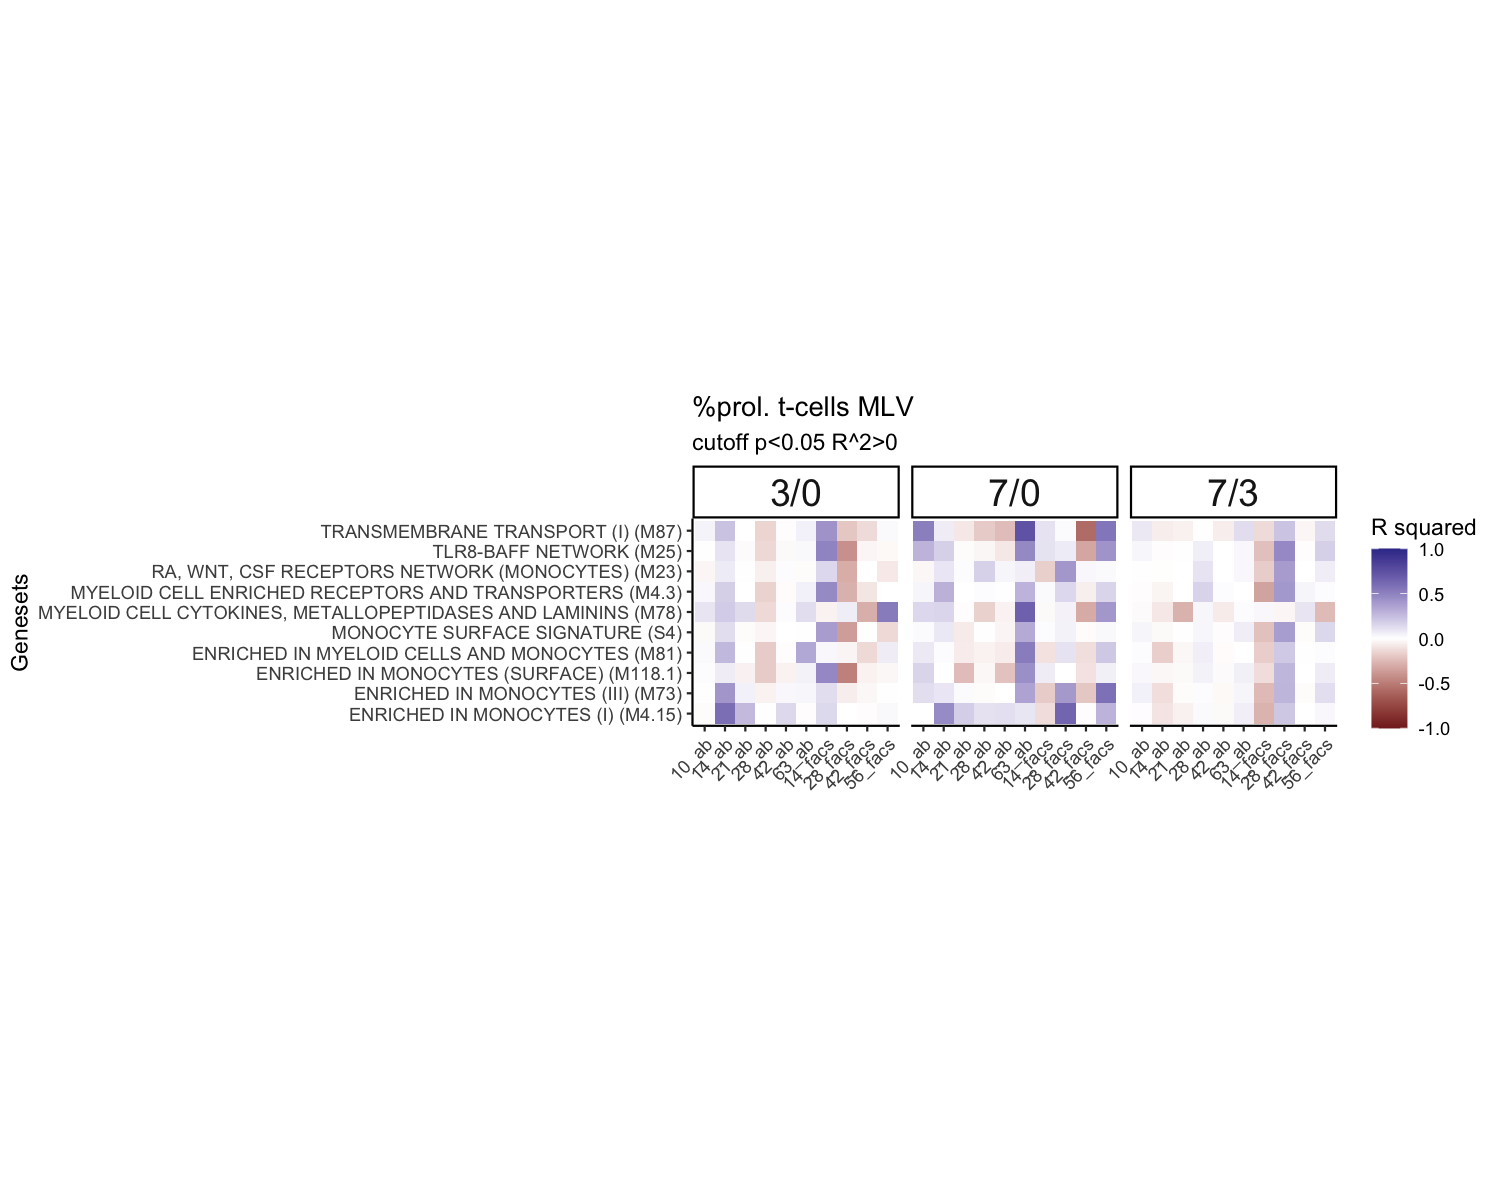 %prol. t-cells MLV
cutoff p<0.05 R^2>0
3/0
7/0
7/3
Genesets
TRANSMEMBRANE TRANSPORT (I) (M87)
TLR8-BAFF NETWORK (M25)
RA, WNT, CSF RECEPTORS NETWORK (MONOCYTES) (M23)
MYELOID CELL ENRICHED RECEPTORS AND TRANSPORTERS (M4.3)
MYELOID CELL CYTOKINES, METALLOPEPTIDASES AND LAMININS (M78)
MONOCYTE SURFACE SIGNATURE (S4)
ENRICHED IN MYELOID CELLS AND MONOCYTES (M81)
ENRICHED IN MONOCYTES (SURFACE) (M118.1)
ENRICHED IN MONOCYTES (III) (M73)
ENRICHED IN MONOCYTES (I) (M4.15)
10_ab
14_ab
21_ab
28_ab
42_ab
63_ab
14_facs
28_facs
42_facs
56_facs
10_ab
14_ab
21_ab
28_ab
42_ab
63_ab
14_facs
28_facs
42_facs
56_facs
10_ab
14_ab
21_ab
28_ab
42_ab
63_ab
14_facs
28_facs
42_facs
56_facs
R squared
1.0
0.5
0.0
-0.5
-1.0